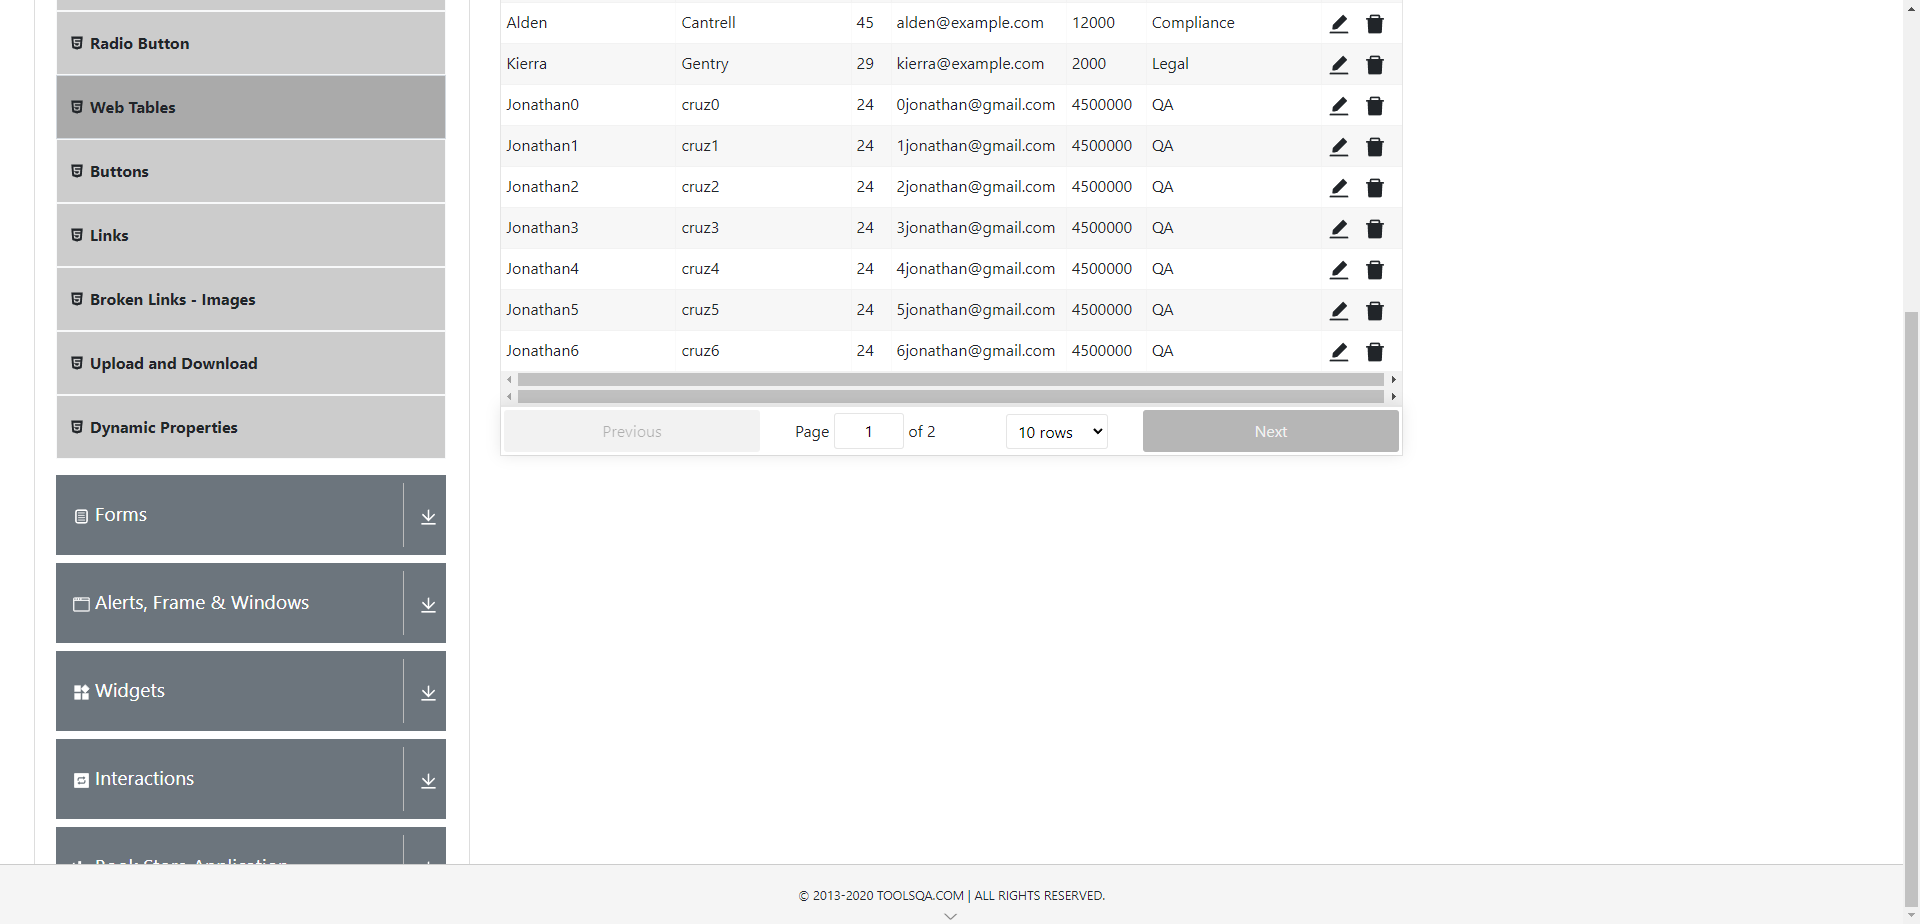 Radio Button
Web Tables
Buttons
Links
Broken Links - Images
Upload and Download
Dynamic Properties
Forms
Alerts, Frame & Windows
Widgets
Interactions
Book Store Application
Alden Cantrell 45 alden@example.com 12000 Compliance
Kierra Gentry 29 kierra@example.com 2000 Legal
Jonathan0 cruz0 24 0jonathan@gmail.com 4500000 QA
Jonathan1 cruz1 24 1jonathan@gmail.com 4500000 QA
Jonathan2 cruz2 24 2jonathan@gmail.com 4500000 QA
Jonathan3 cruz3 24 3jonathan@gmail.com 4500000 QA
Jonathan4 cruz4 24 4jonathan@gmail.com 4500000 QA
Jonathan5 cruz5 24 5jonathan@gmail.com 4500000 QA
Jonathan6 cruz6 24 6jonathan@gmail.com 4500000 QA
Previous Page 1 of 2 10 rows Next
© 2013-2020 TOOLSQA.COM | ALL RIGHTS RESERVED.